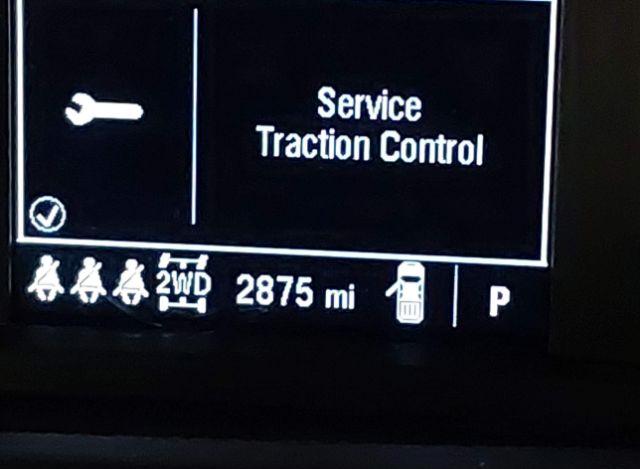 Service
Traction Control
2WD 2875 mi P